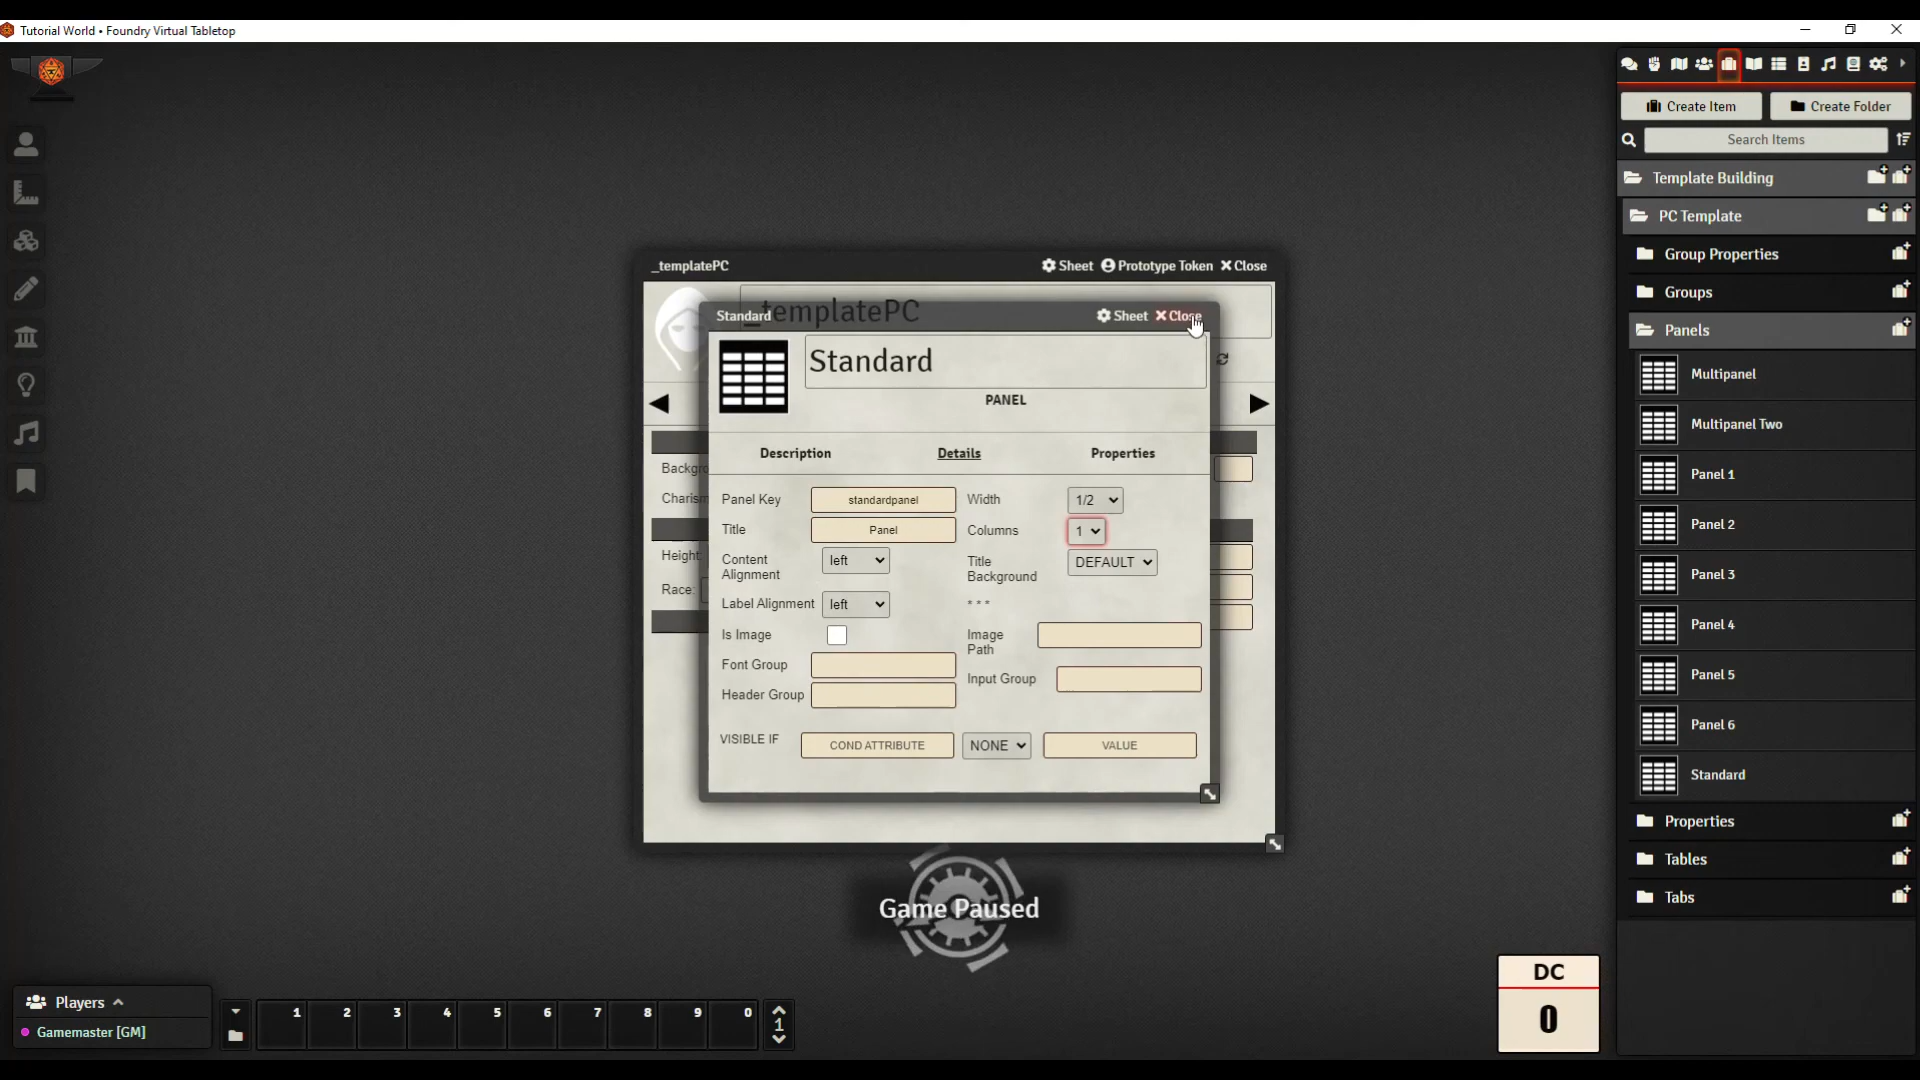 Tutorial World • Foundry Virtual Tabletop
Create Item
Create Folder
Search Items
Template Building
PC Template
Group Properties
Groups
Panels
Multipanel
Multipanel Two
Panel 1
Panel 2
Panel 3
Panel 4
Panel 5
Panel 6
Standard
Properties
Tables
Tabs
_templatePC
Sheet
Prototype Token
Close
_templatePC
Backgro
Charism
Height:
Race:
Standard
Sheet
Close
Standard
PANEL
Description
Details
Properties
Panel Key
standardpanel
Width
1/2
Title
Panel
Columns
1
Content
Alignment
left
Title
Background
DEFAULT
Label Alignment
left
* * *
Is Image
Image
Path
Font Group
Input Group
Header Group
VISIBLE IF
COND ATTRIBUTE
NONE
VALUE
Game Paused
DC
0
Players
Gamemaster [GM]
1
2
3
4
5
6
7
8
9
0
1